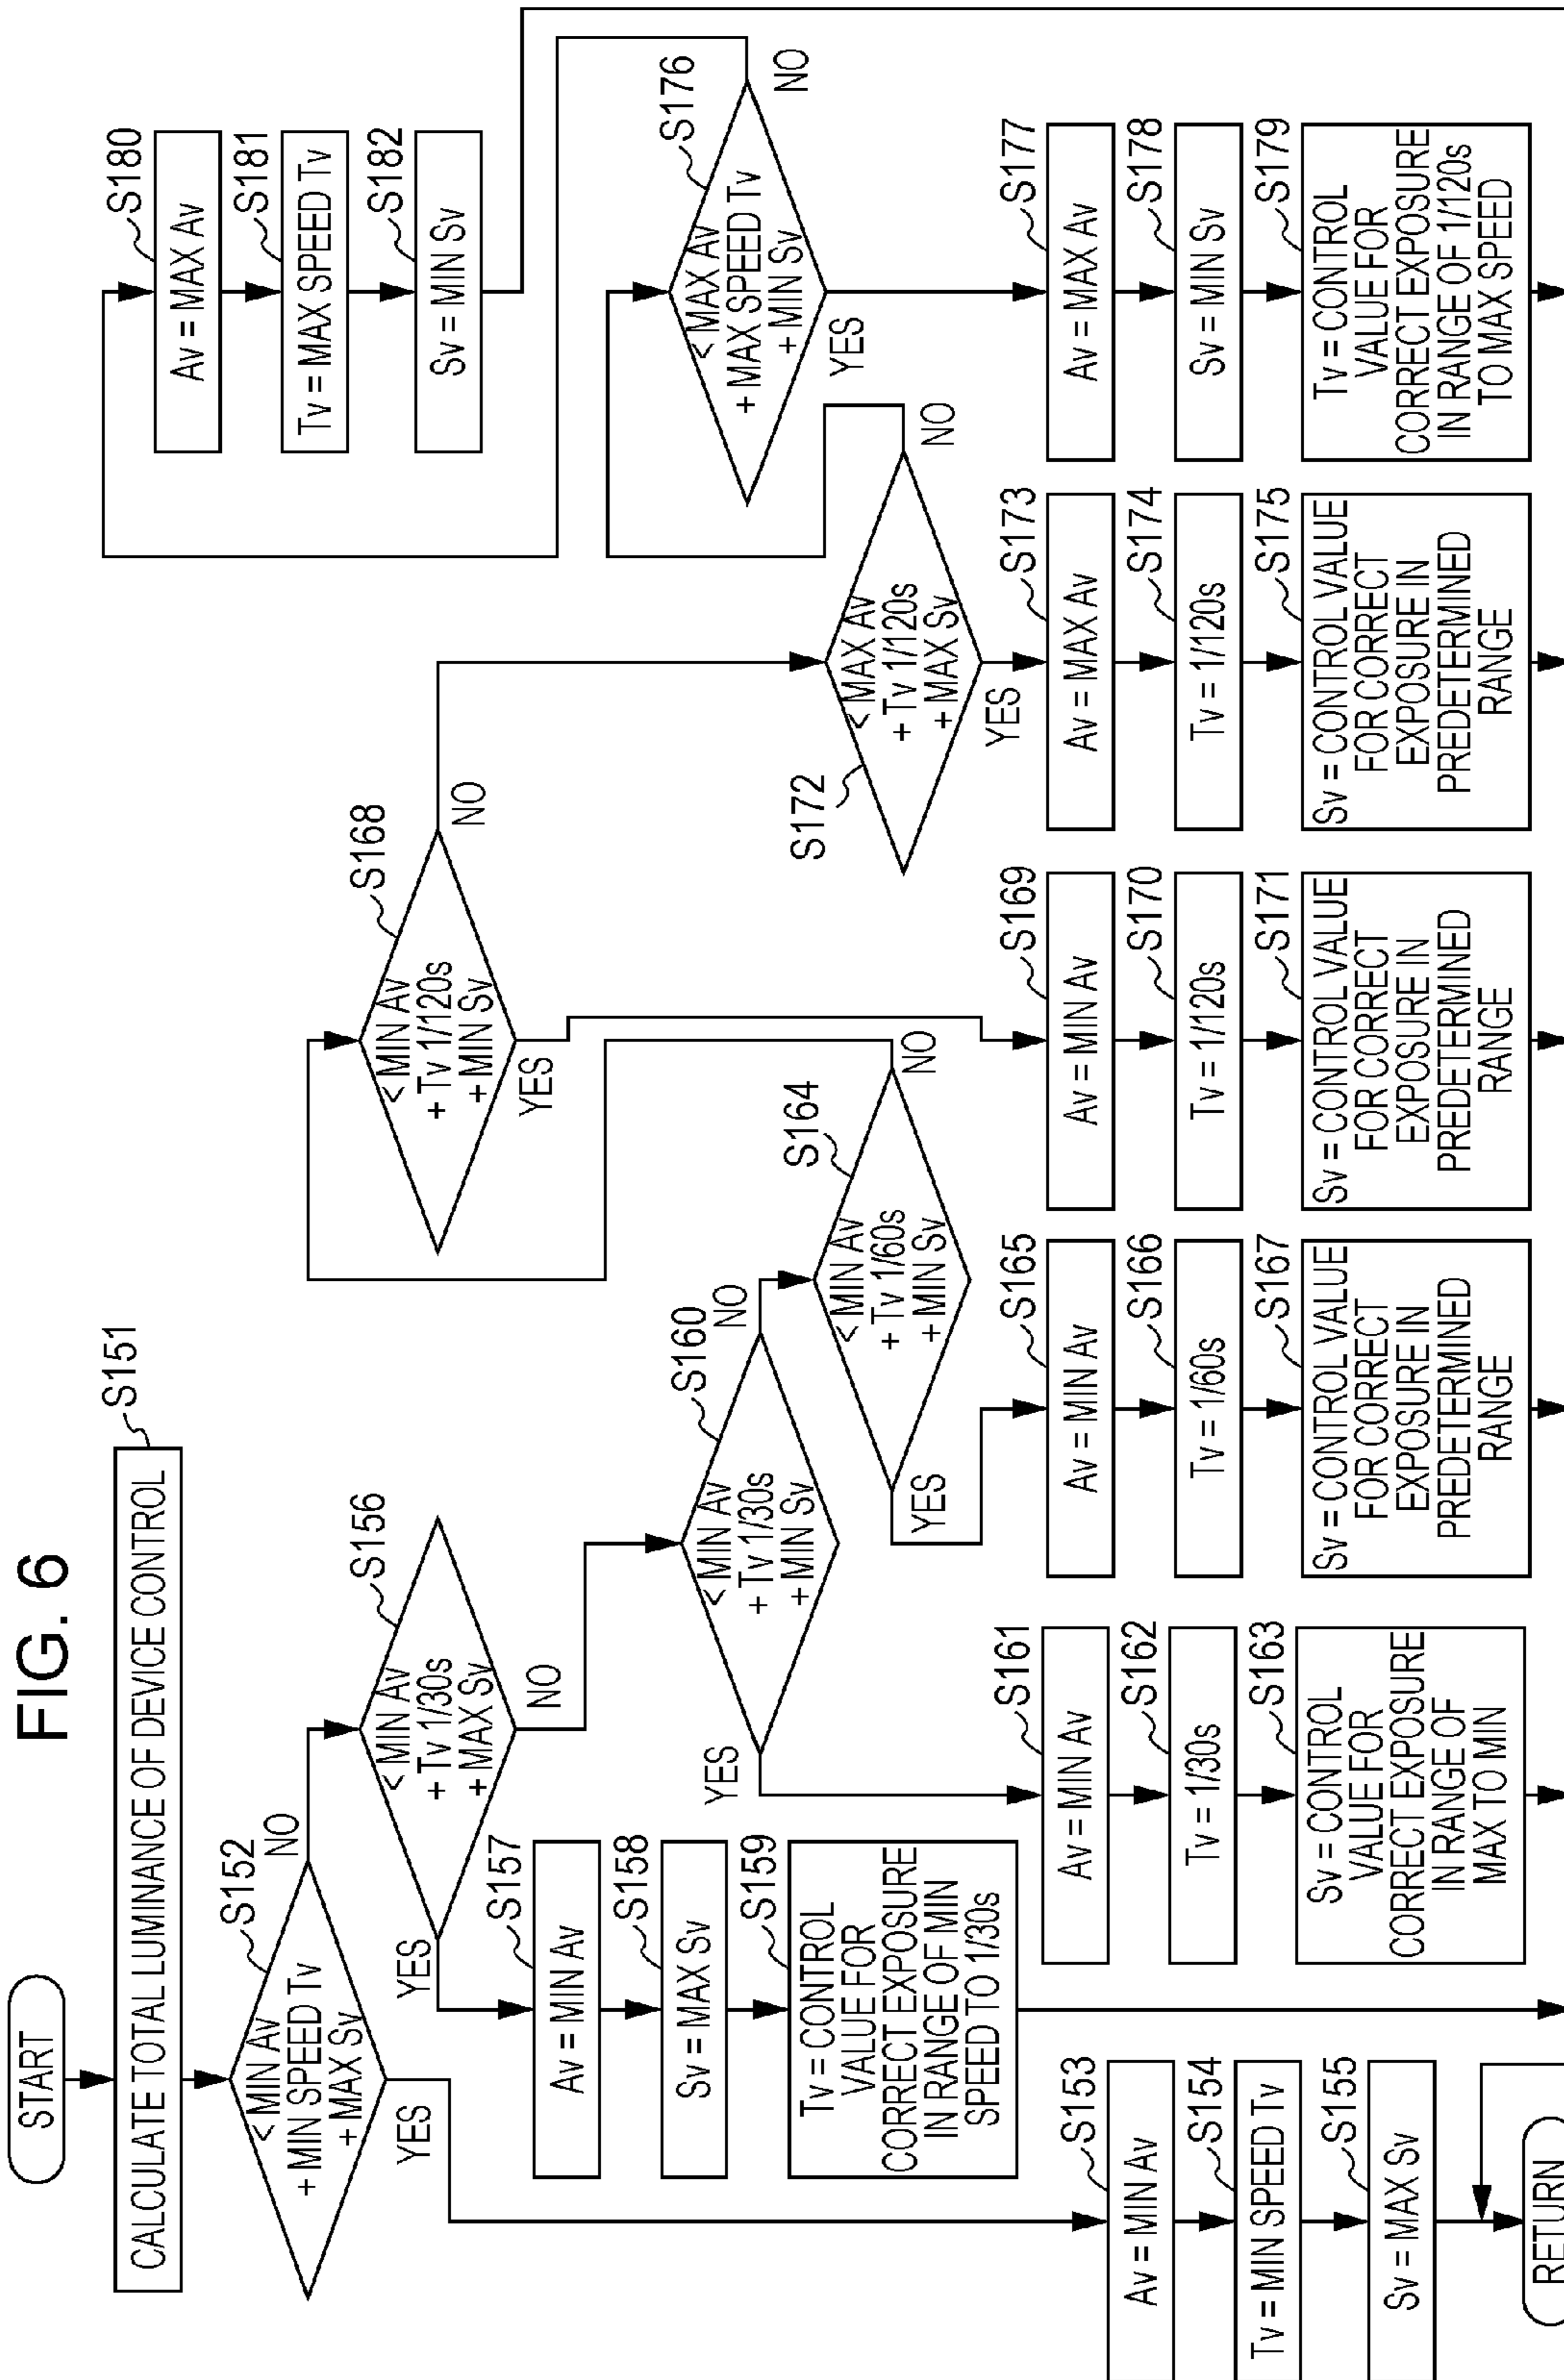 FIG. 6
START
CALCULATE TOTAL LUMINANCE OF DEVICE CONTROL
S151
S152
< MIN Av
+ MIN SPEED Tv
+ MAX Sv
NO
YES
Av = MIN Av
S153
Tv = MIN SPEED Tv
S154
Sv = MAX Sv
S155
RETURN
S156
< MIN Av
+ Tv 1/30s
+ MAX Sv
YES
NO
Av = MIN Av
S157
Sv = MAX Sv
S158
Tv = CONTROL
VALUE FOR
CORRECT EXPOSURE
IN RANGE OF MIN
SPEED TO 1/30s
S159
S160
< MIN Av
+ Tv 1/30s
+ MIN Sv
YES
NO
Av = MIN Av
S161
Tv = 1/30s
S162
Sv = CONTROL
VALUE FOR
CORRECT EXPOSURE
IN RANGE OF
MAX TO MIN
S163
S164
< MIN Av
+ Tv 1/60s
+ MIN Sv
YES
NO
Av = MIN Av
S165
Tv = 1/60s
S166
Sv = CONTROL VALUE
FOR CORRECT
EXPOSURE IN
PREDETERMINED
RANGE
S167
S168
< MIN Av
+ Tv 1/120s
+ MIN Sv
YES
NO
Av = MIN Av
S169
Tv = 1/120s
S170
Sv = CONTROL VALUE
FOR CORRECT
EXPOSURE IN
PREDETERMINED
RANGE
S171
S172
< MAX Av
+ Tv 1/120s
+ MAX Sv
YES
NO
Av = MAX Av
S173
Tv = 1/120s
S174
Sv = CONTROL VALUE
FOR CORRECT
EXPOSURE IN
PREDETERMINED
RANGE
S175
S176
< MAX Av
+ MAX SPEED Tv
+ MIN Sv
YES
NO
Av = MAX Av
S177
Sv = MIN Sv
S178
Tv = CONTROL
VALUE FOR
CORRECT EXPOSURE
IN RANGE OF 1/120s
TO MAX SPEED
S179
Av = MAX Av
S180
Tv = MAX SPEED Tv
S181
Sv = MIN Sv
S182